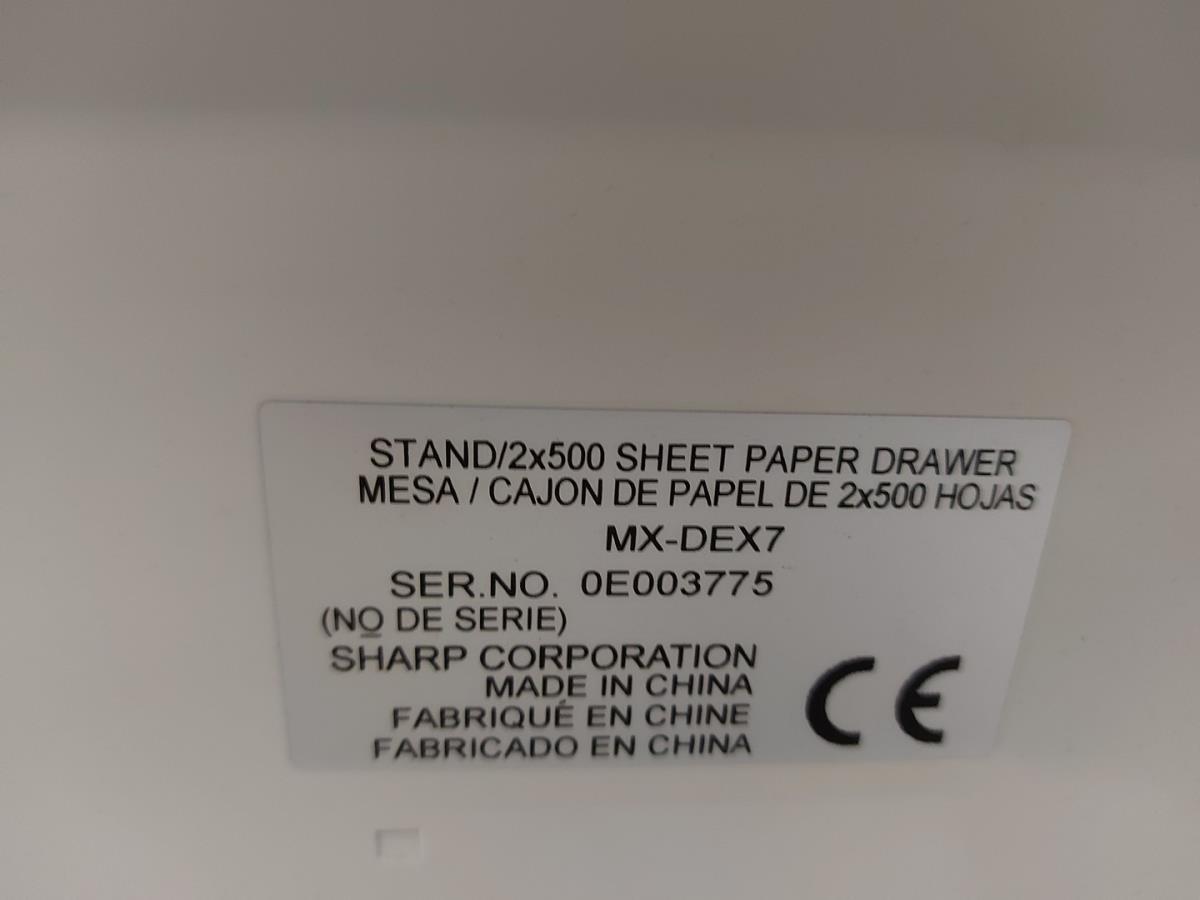 STAND/2x500 SHEET PAPER DRAWER
MESA / CAJON DE PAPEL DE 2x500 HOJAS
MX-DEX7
SER.NO. 0E003775
(NO̲ DE SERIE)
SHARP CORPORATION
MADE IN CHINA
FABRIQUÉ EN CHINE
FABRICADO EN CHINA
CE